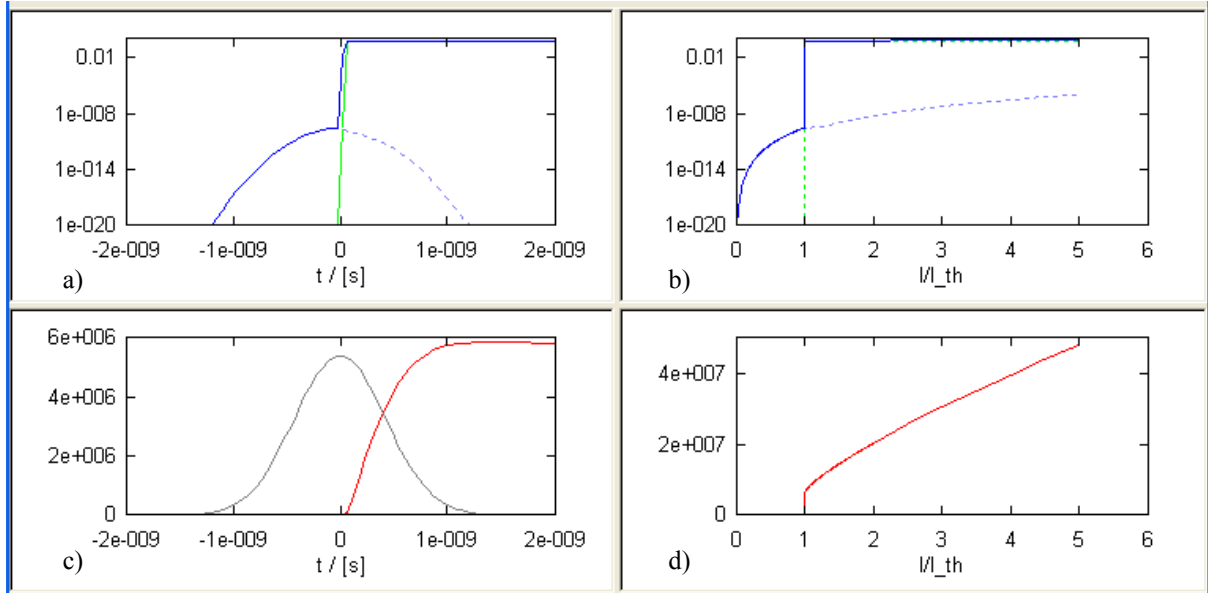 0.01
1e-008
1e-014
1e-020
-2e-009 -1e-009 0 1e-009 2e-009
t / [s]
a)
0.01
1e-008
1e-014
1e-020
0 1 2 3 4 5 6
I/I_th
b)
6e+006
4e+006
2e+006
0
-2e-009 -1e-009 0 1e-009 2e-009
t / [s]
c)
4e+007
2e+007
0
0 1 2 3 4 5 6
I/I_th
d)